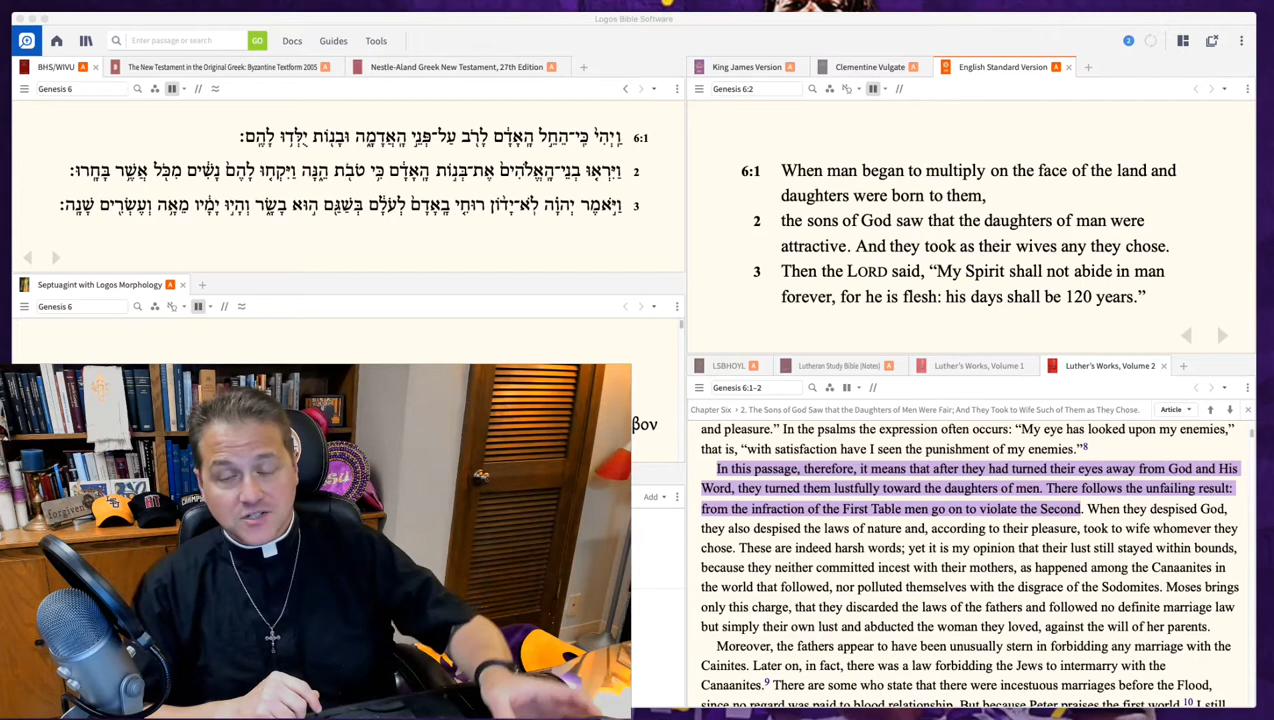 Logos Bible Software
Enter passage or search
GO
Docs
Guides
Tools
2
BHS/WIVU A
The New Testament in the Original Greek: Byzantine Textform 2005 A
Nestle-Aland Greek New Testament, 27th Edition A
Genesis 6
6:1 וַֽיְהִי֙ כִּֽי־הֵחֵ֣ל הָֽאָדָ֔ם לָרֹ֖ב עַל־פְּנֵ֣י הָֽאֲדָמָ֑ה וּבָנ֖וֹת יֻלְּד֥וּ לָהֶֽם׃
2 וַיִּרְא֤וּ בְנֵי־הָֽאֱלֹהִים֙ אֶת־בְּנ֣וֹת הָֽאָדָ֔ם כִּ֥י טֹבֹ֖ת הֵ֑נָּה וַיִּקְח֤וּ לָהֶם֙ נָשִׁ֔ים מִכֹּ֖ל אֲשֶׁ֥ר בָּחָֽרוּ׃
3 וַיֹּ֣אמֶר יְהוָ֗ה לֹֽא־יָד֨וֹן רוּחִ֤י בָֽאָדָם֙ לְעֹלָ֔ם בְּשַׁגַּ֖ם ה֣וּא בָשָׂ֑ר וְהָי֣וּ יָמָ֔יו מֵאָ֥ה וְעֶשְׂרִ֖ים שָׁנָֽה׃
Septuagint with Logos Morphology A
Genesis 6
βον
Add
forgiven
King James Version A
Clementine Vulgate A
English Standard Version A
Genesis 6:2
6:1 When man began to multiply on the face of the land and
daughters were born to them,
2 the sons of God saw that the daughters of man were
attractive. And they took as their wives any they chose.
3 Then the LORD said, “My Spirit shall not abide in man
forever, for he is flesh: his days shall be 120 years.”
LSBHOYL A
Lutheran Study Bible (Notes) A
Luther's Works, Volume 1
Luther's Works, Volume 2
Genesis 6:1–2
Chapter Six › 2. The Sons of God Saw that the Daughters of Men Were Fair; And They Took to Wife Such of Them as They Chose.
Article
and pleasure.” In the psalms the expression often occurs: “My eye has looked upon my enemies,”
that is, “with satisfaction have I seen the punishment of my enemies.”8
In this passage, therefore, it means that after they had turned their eyes away from God and His
Word, they turned them lustfully toward the daughters of men. There follows the unfailing result:
from the infraction of the First Table men go on to violate the Second. When they despised God,
they also despised the laws of nature and, according to their pleasure, took to wife whomever they
chose. These are indeed harsh words; yet it is my opinion that their lust still stayed within bounds,
because they neither committed incest with their mothers, as happened among the Canaanites in
the world that followed, nor polluted themselves with the disgrace of the Sodomites. Moses brings
only this charge, that they discarded the laws of the fathers and followed no definite marriage law
but simply their own lust and abducted the woman they loved, against the will of her parents.
Moreover, the fathers appear to have been unusually stern in forbidding any marriage with the
Cainites. Later on, in fact, there was a law forbidding the Jews to intermarry with the
Canaanites.9 There are some who state that there were incestuous marriages before the Flood,
since no regard was paid to blood relationship. But because Peter praises the first world,10 I still